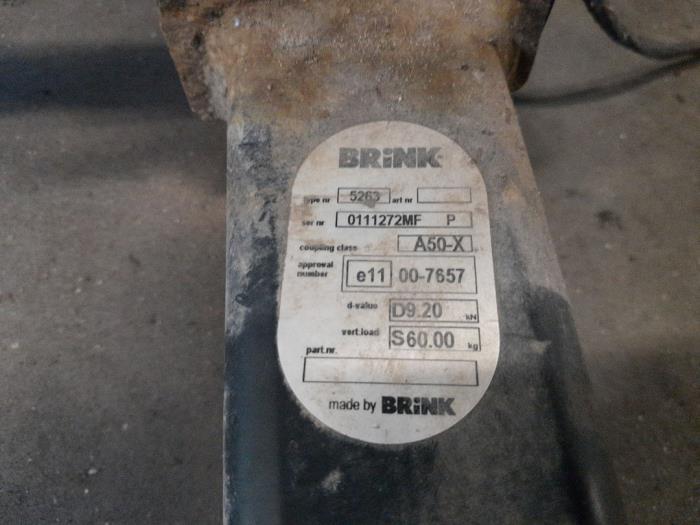 BRiNK
type nr 5263 art nr
ser nr 0111272MF P
coupling class A50-X
approval number e11 00-7657
d-value D9.20 kN
vert.load S60.00 kg
part.nr.
made by BRiNK